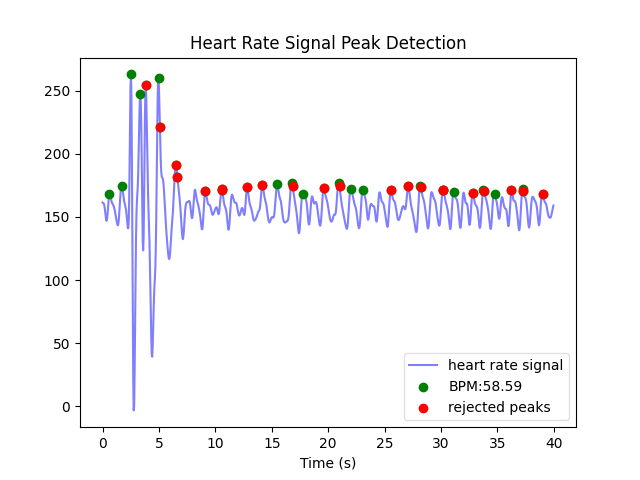 Heart Rate Signal Peak Detection
250
200
150
100
50
0
heart rate signal
BPM:58.59
rejected peaks
0 5 10 15 20 25 30 35 40
Time (s)